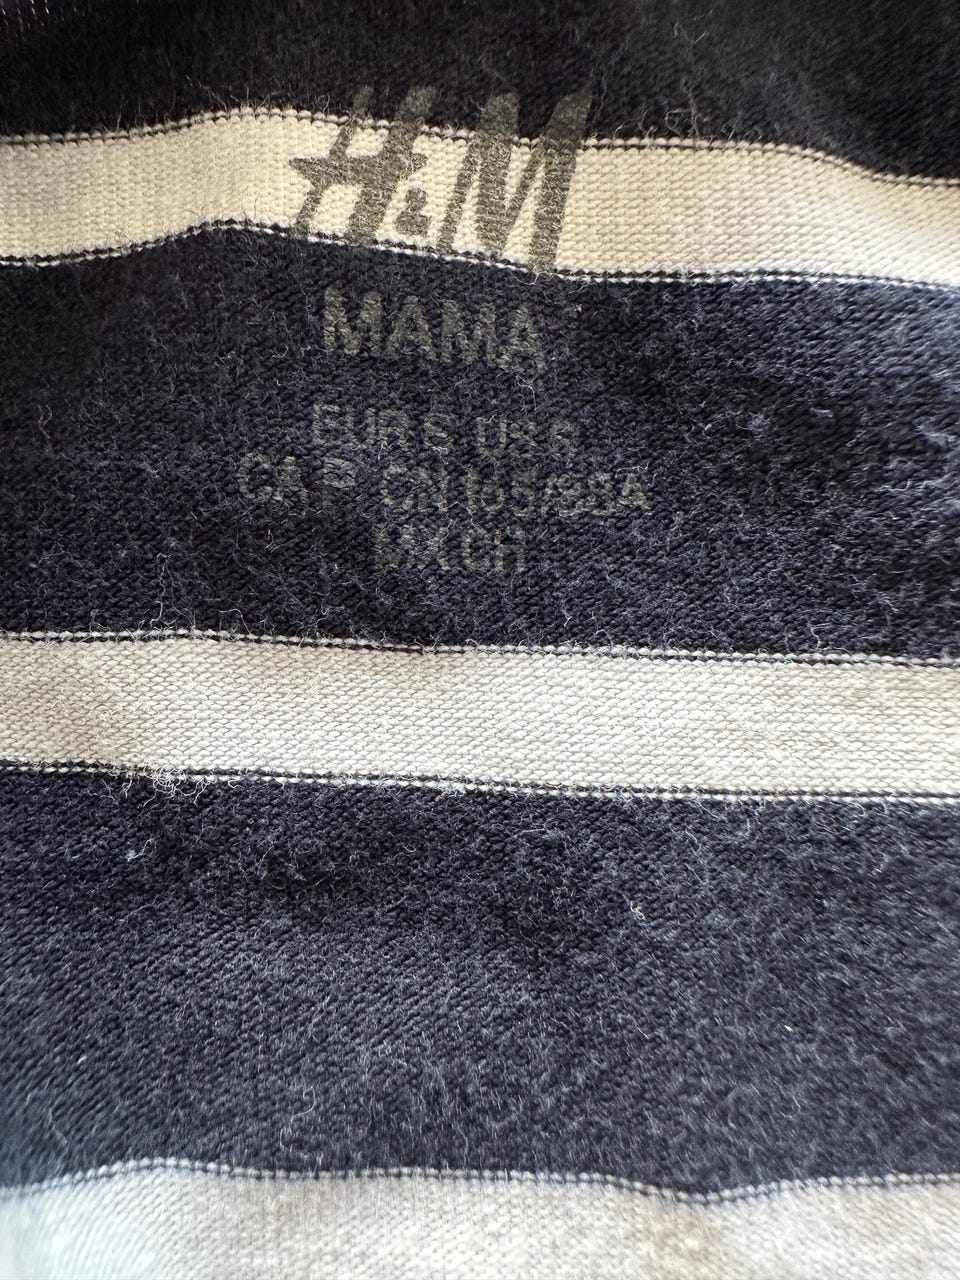 H&M
MAMA
EUR S US S
CA P CN 165/88A
MX CH